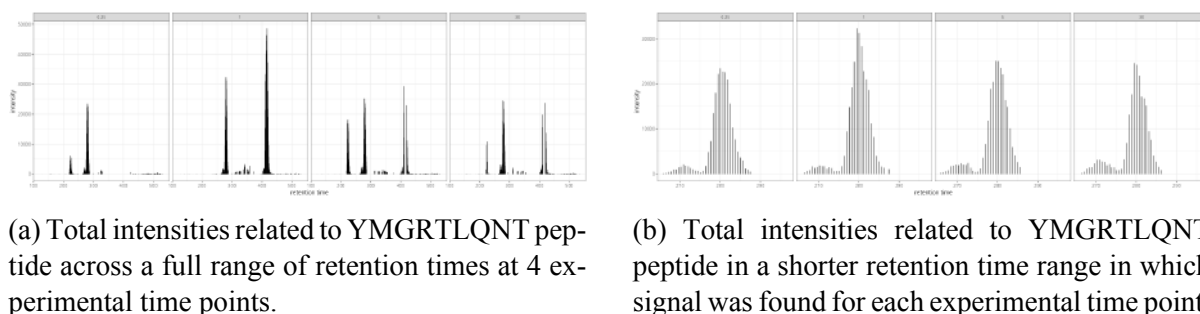 intensity
retention time
intensity
retention time
(a) Total intensities related to YMGRTLQNT pep-
tide across a full range of retention times at 4 ex-
perimental time points.
(b) Total intensities related to YMGRTLQNT
peptide in a shorter retention time range in which
signal was found for each experimental time point